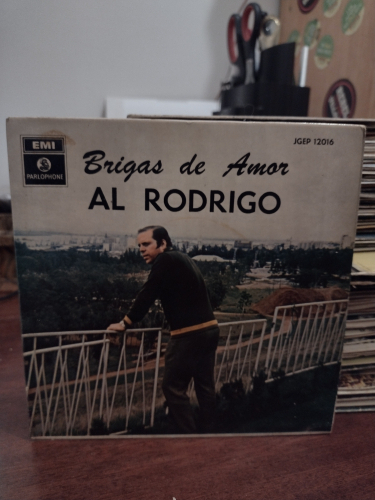 EMI
PARLOPHONE
JGEP 12016
Brigas de Amor
AL RODRIGO